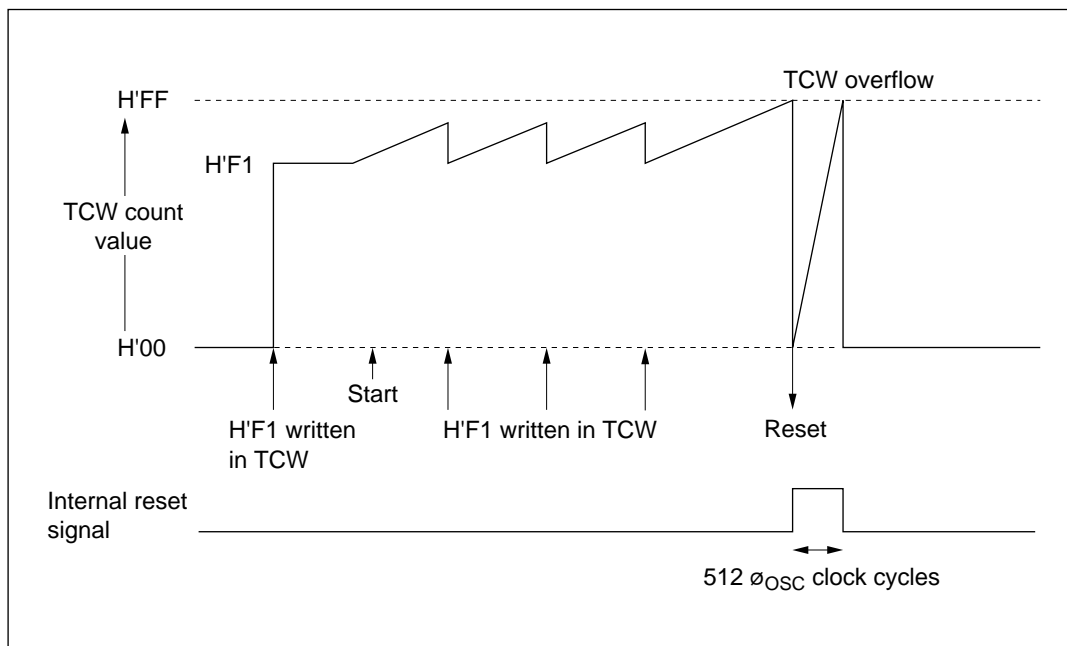 TCW overflow
H'FF
H'F1
TCW count
value
H'00
Start
H'F1 written
in TCW
H'F1 written in TCW
Reset
Internal reset
signal
512 øOSC clock cycles